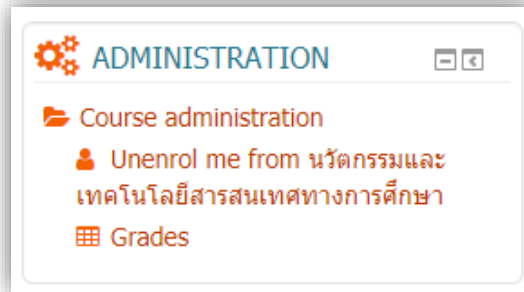 ADMINISTRATION
Course administration
Unenrol me from นวัตกรรมและ
เทคโนโลยีสารสนเทศทางการศึกษา
Grades